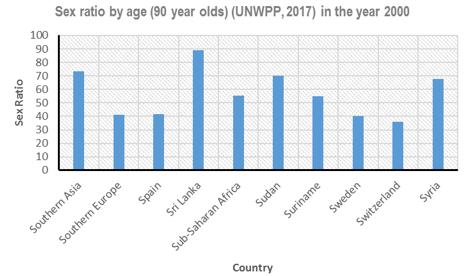 Sex ratio by age (90 year olds) (UNWPP, 2017) in the year 2000
100
90
80
70
60
50
40
30
20
10
0
Sex Ratio
Southern Asia
Southern Europe
Spain
Sri Lanka
Sub-Saharan Africa
Sudan
Suriname
Sweden
Switzerland
Syria
Country